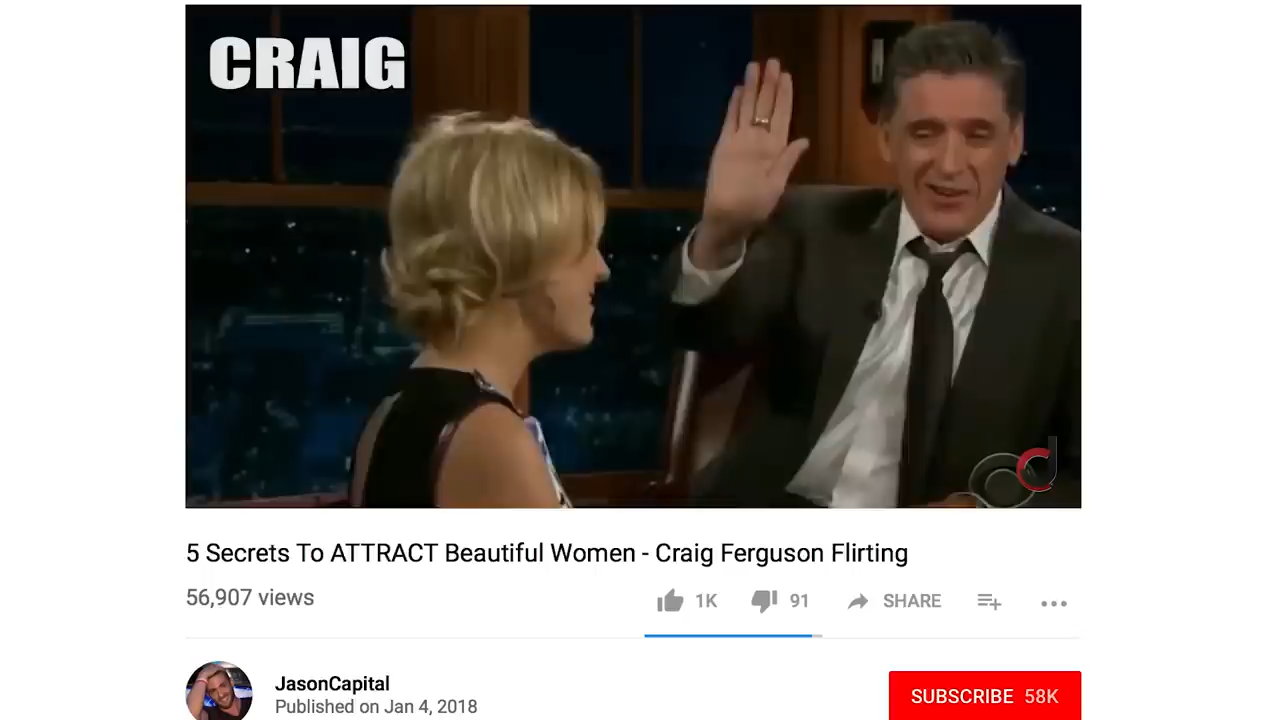 CRAIG
5 Secrets To ATTRACT Beautiful Women - Craig Ferguson Flirting
56,907 views
1K
91
SHARE
JasonCapital
Published on Jan 4, 2018
SUBSCRIBE 58K